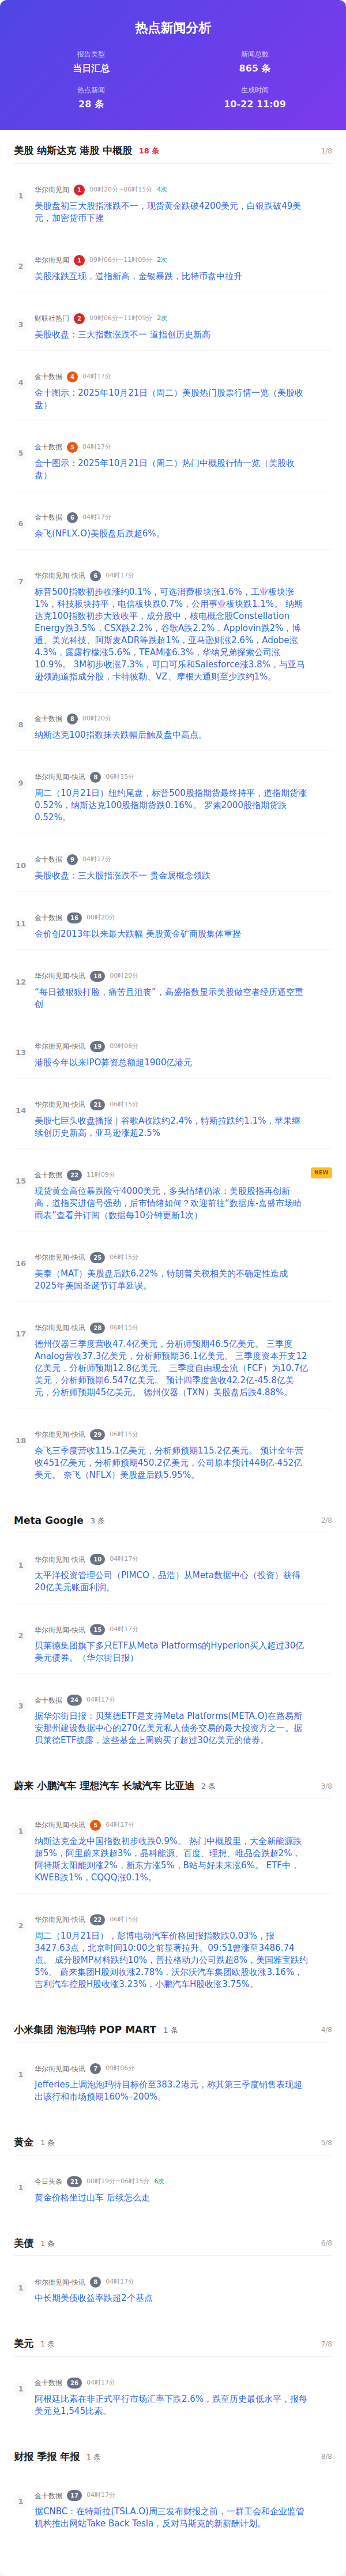 热点新闻分析
报告类型
当日汇总
新闻总数
865 条
热点新闻
28 条
生成时间
10-22 11:09
美股 纳斯达克 港股 中概股 18 条 1/8
1
华尔街见闻 1 00时20分~06时15分 4次
美股盘初三大股指涨跌不一，现货黄金跌破4200美元，白银跌破49美
元，加密货币下挫
2
华尔街见闻 1 09时06分~11时09分 2次
美股涨跌互现，道指新高，金银暴跌，比特币盘中拉升
3
财联社热门 2 09时06分~11时09分 2次
美股收盘：三大指数涨跌不一 道指创历史新高
4
金十数据 4 04时17分
金十图示：2025年10月21日（周二）美股热门股票行情一览（美股收
盘）
5
金十数据 5 04时17分
金十图示：2025年10月21日（周二）热门中概股行情一览（美股收
盘）
6
金十数据 6 04时17分
奈飞(NFLX.O)美股盘后跌超6%。
7
华尔街见闻-快讯 6 04时17分
标普500指数初步收涨约0.1%，可选消费板块涨1.6%，工业板块涨
1%，科技板块持平，电信板块跌0.7%，公用事业板块跌1.1%。 纳斯
达克100指数初步大致收平，成分股中，核电概念股Constellation
Energy跌3.5%，CSX跌2.2%，谷歌A跌2.2%，Applovin跌2%，博
通、美光科技、阿斯麦ADR等跌超1%，亚马逊则涨2.6%，Adobe涨
4.3%，露露柠檬涨5.6%，TEAM涨6.3%，华纳兄弟探索公司涨
10.9%。 3M初步收涨7.3%，可口可乐和Salesforce涨3.8%，与亚马
逊领跑道指成分股，卡特彼勒、VZ、摩根大通则至少跌约1%。
8
金十数据 8 00时20分
纳斯达克100指数抹去跌幅后触及盘中高点。
9
华尔街见闻-快讯 8 06时15分
周二（10月21日）纽约尾盘，标普500股指期货最终持平，道指期货涨
0.52%，纳斯达克100股指期货跌0.16%。 罗素2000股指期货跌
0.52%。
10
金十数据 9 04时17分
美股收盘：三大股指涨跌不一 贵金属概念领跌
11
金十数据 16 00时20分
金价创2013年以来最大跌幅 美股黄金矿商股集体重挫
12
华尔街见闻-快讯 18 00时20分
“每日被狠狠打脸，痛苦且沮丧”，高盛指数显示美股做空者经历逼空重
创
13
华尔街见闻-快讯 19 09时06分
港股今年以来IPO募资总额超1900亿港元
14
华尔街见闻-快讯 21 06时15分
美股七巨头收盘播报｜谷歌A收跌约2.4%，特斯拉跌约1.1%，苹果继
续创历史新高，亚马逊涨超2.5%
15
金十数据 22 11时09分 NEW
现货黄金高位暴跌险守4000美元，多头情绪仍浓；美股股指再创新
高，道指买进信号强劲，后市情绪如何？欢迎前往“数据库-嘉盛市场晴
雨表”查看并订阅（数据每10分钟更新1次）
16
华尔街见闻-快讯 25 06时15分
美泰（MAT）美股盘后跌6.22%，特朗普关税相关的不确定性造成
2025年美国圣诞节订单延误。
17
华尔街见闻-快讯 28 06时15分
德州仪器三季度营收47.4亿美元，分析师预期46.5亿美元。 三季度
Analog营收37.3亿美元，分析师预期36.1亿美元。 三季度资本开支12
亿美元，分析师预期12.8亿美元。 三季度自由现金流（FCF）为10.7亿
美元，分析师预期6.547亿美元。 预计四季度营收42.2亿-45.8亿美
元，分析师预期45亿美元。 德州仪器（TXN）美股盘后跌4.88%。
18
华尔街见闻-快讯 29 06时15分
奈飞三季度营收115.1亿美元，分析师预期115.2亿美元。 预计全年营
收451亿美元，分析师预期450.2亿美元，公司原本预计448亿-452亿
美元。 奈飞（NFLX）美股盘后跌5.95%。
Meta Google 3 条 2/8
1
华尔街见闻-快讯 10 04时17分
太平洋投资管理公司（PIMCO，品浩）从Meta数据中心（投资）获得
20亿美元账面利润。
2
华尔街见闻-快讯 15 04时17分
贝莱德集团旗下多只ETF从Meta Platforms的Hyperion买入超过30亿
美元债券。（华尔街日报）
3
金十数据 24 04时17分
据华尔街日报：贝莱德ETF是支持Meta Platforms(META.O)在路易斯
安那州建设数据中心的270亿美元私人债务交易的最大投资方之一。据
贝莱德ETF披露，这些基金上周购买了超过30亿美元的债券。
蔚来 小鹏汽车 理想汽车 长城汽车 比亚迪 2 条 3/8
1
华尔街见闻-快讯 5 04时17分
纳斯达克金龙中国指数初步收跌0.9%。 热门中概股里，大全新能源跌
超5%，阿里蔚来跌超3%，晶科能源、百度、理想、唯品会跌超2%，
阿特斯太阳能则涨2%，新东方涨5%，B站与好未来涨6%。 ETF中，
KWEB跌1%，CQQQ涨0.1%。
2
华尔街见闻-快讯 22 06时15分
周二（10月21日），彭博电动汽车价格回报指数跌0.03%，报
3427.63点，北京时间10:00之前显著拉升、09:51曾涨至3486.74
点。 成分股MP材料跌约10%，普拉格动力公司跌超8%，美国雅宝跌约
5%。 蔚来集团H股则收涨2.78%，沃尔沃汽车集团欧股收涨3.16%，
吉利汽车控股H股收涨3.23%，小鹏汽车H股收涨3.75%。
小米集团 泡泡玛特 POP MART 1 条 4/8
1
华尔街见闻-快讯 7 09时06分
Jefferies上调泡泡玛特目标价至383.2港元，称其第三季度销售表现超
出该行和市场预期160%–200%。
黄金 1 条 5/8
1
今日头条 21 00时19分~06时15分 6次
黄金价格坐过山车 后续怎么走
美债 1 条 6/8
1
华尔街见闻-快讯 8 04时17分
中长期美债收益率跌超2个基点
美元 1 条 7/8
1
金十数据 26 04时17分
阿根廷比索在非正式平行市场汇率下跌2.6%，跌至历史最低水平，报每
美元兑1,545比索。
财报 季报 年报 1 条 8/8
1
金十数据 17 04时17分
据CNBC：在特斯拉(TSLA.O)周三发布财报之前，一群工会和企业监管
机构推出网站Take Back Tesla，反对马斯克的新薪酬计划。